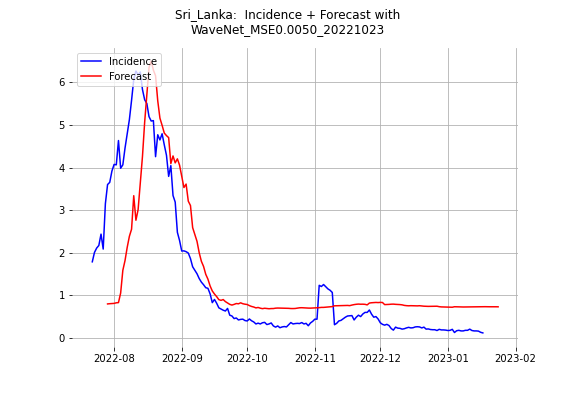 Sri_Lanka:  Incidence + Forecast with
WaveNet_MSE0.0050_20221023
Incidence
Forecast
6
5
4
3
2
1
0
2022-08 2022-09 2022-10 2022-11 2022-12 2023-01 2023-02